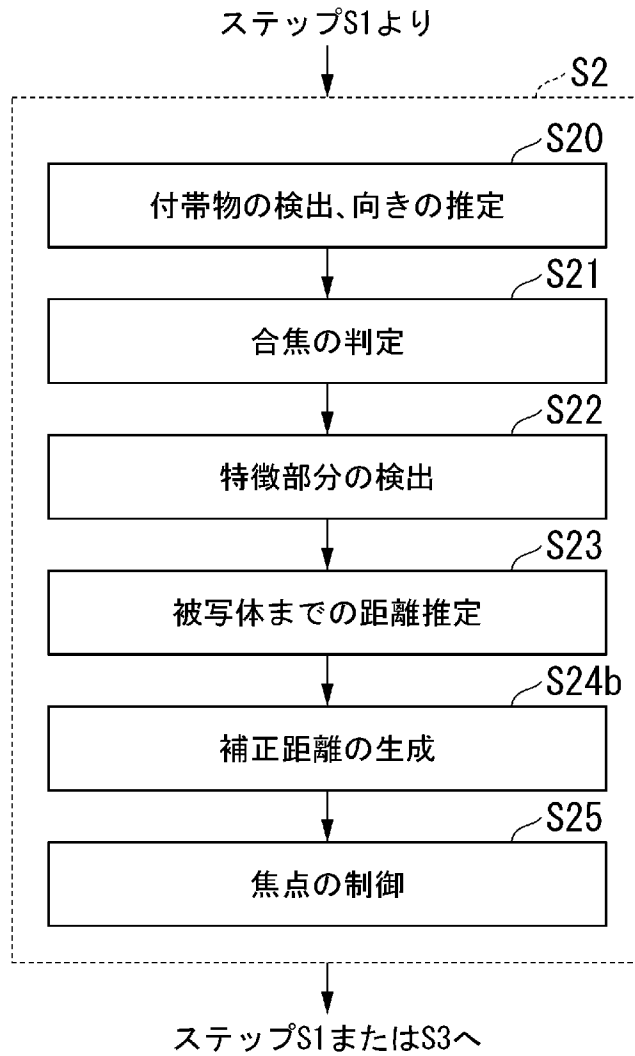 ステップS1より
S2
S20
付帯物の検出、向きの推定
S21
合焦の判定
S22
特徴部分の検出
S23
被写体までの距離推定
S24b
補正距離の生成
S25
焦点の制御
ステップS1またはS3へ